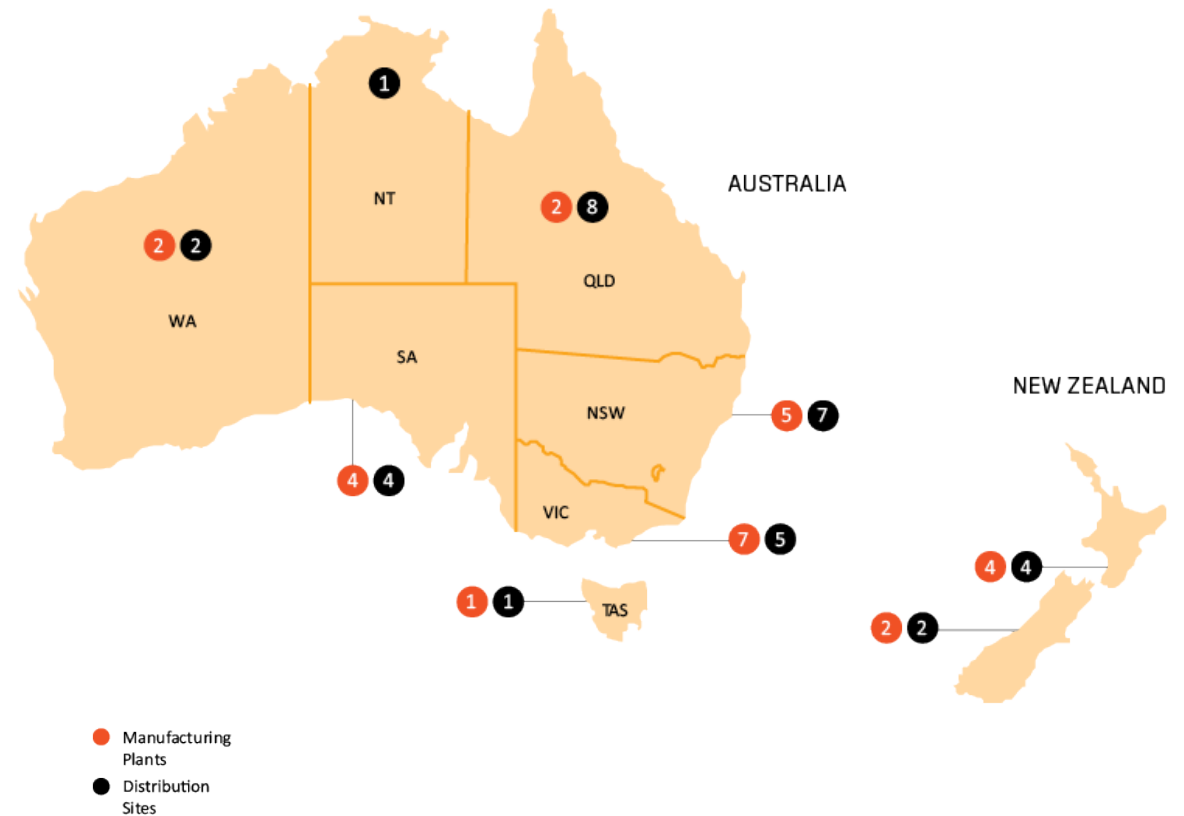 1
AUSTRALIA
NT
2 8
2 2
QLD
WA
SA
NEW ZEALAND
NSW
5 7
4 4
VIC
7 5
4 4
1 1
TAS
2 2
Manufacturing
Plants
Distribution
Sites